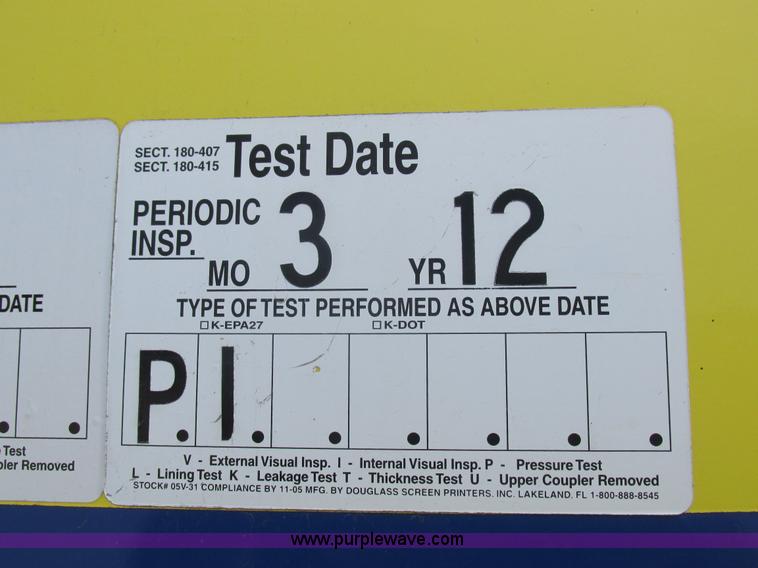 SECT. 180-407
SECT. 180-415
Test Date
PERIODIC
INSP.
MO 3 YR 12
TYPE OF TEST PERFORMED AS ABOVE DATE
K-EPA27 K-DOT
P. I. . . . . .
V - External Visual Insp. I - Internal Visual Insp. P - Pressure Test
L - Lining Test K - Leakage Test T - Thickness Test U - Upper Coupler Removed
STOCK# 05V-31 COMPLIANCE BY 11-05 MFG. BY DOUGLASS SCREEN PRINTERS. INC. LAKELAND. FL 1-800-888-8545
DATE
Test
Removed
www.purplewave.com